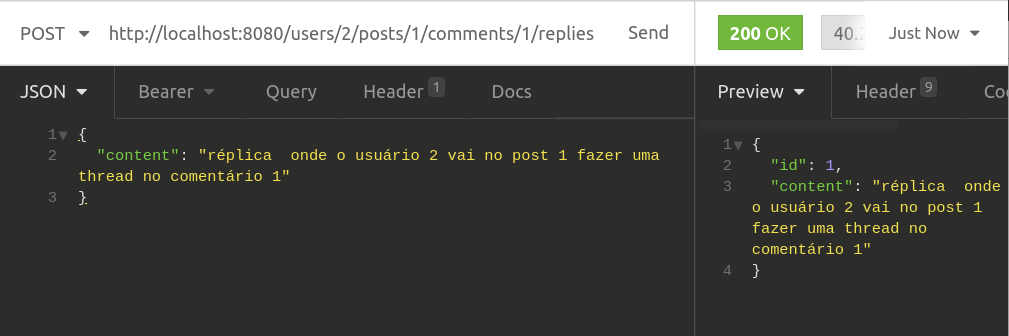 POST http://localhost:8080/users/2/posts/1/comments/1/replies Send
200 OK 40.2 Just Now
JSON Bearer Query Header 1 Docs
Preview Header 9 Coo
1 {
2 "content": "réplica  onde o usuário 2 vai no post 1 fazer uma
thread no comentário 1"
3 }
1 {
2 "id": 1,
3 "content": "réplica  onde
o usuário 2 vai no post 1
fazer uma thread no
comentário 1"
4 }